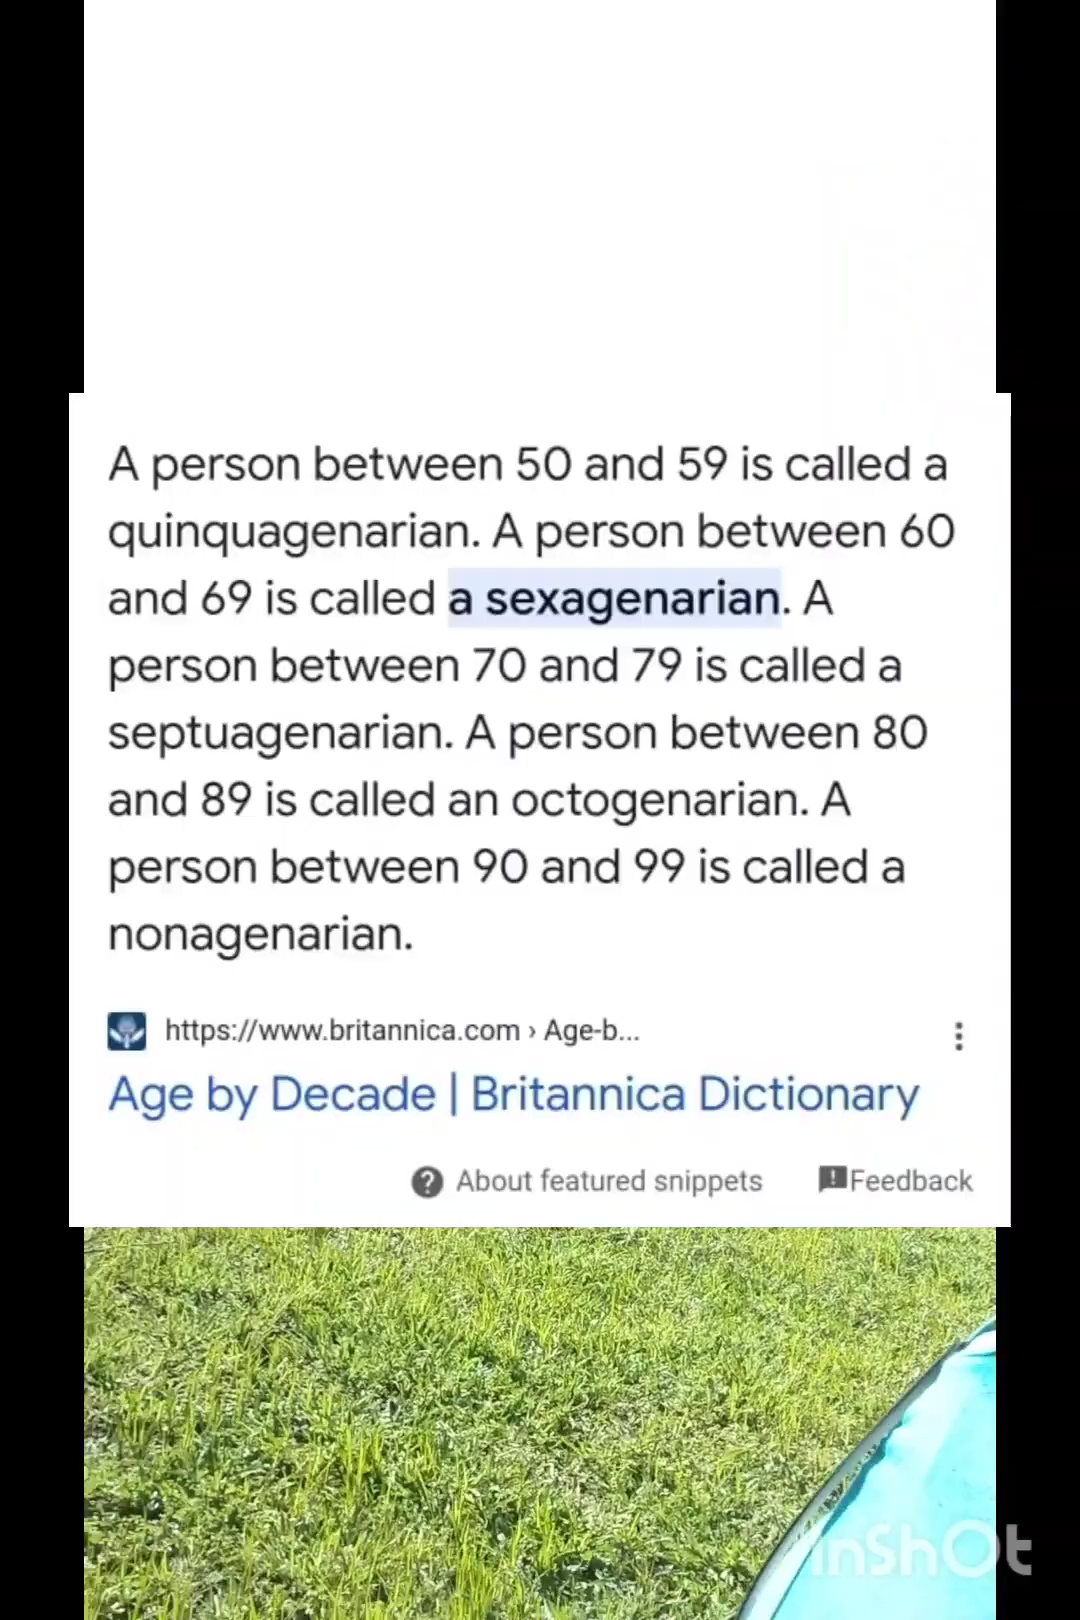 A person between 50 and 59 is called a
quinquagenarian. A person between 60
and 69 is called a sexagenarian. A
person between 70 and 79 is called a
septuagenarian. A person between 80
and 89 is called an octogenarian. A
person between 90 and 99 is called a
nonagenarian.
https://www.britannica.com › Age-b...
Age by Decade | Britannica Dictionary
About featured snippets Feedback
InShOt